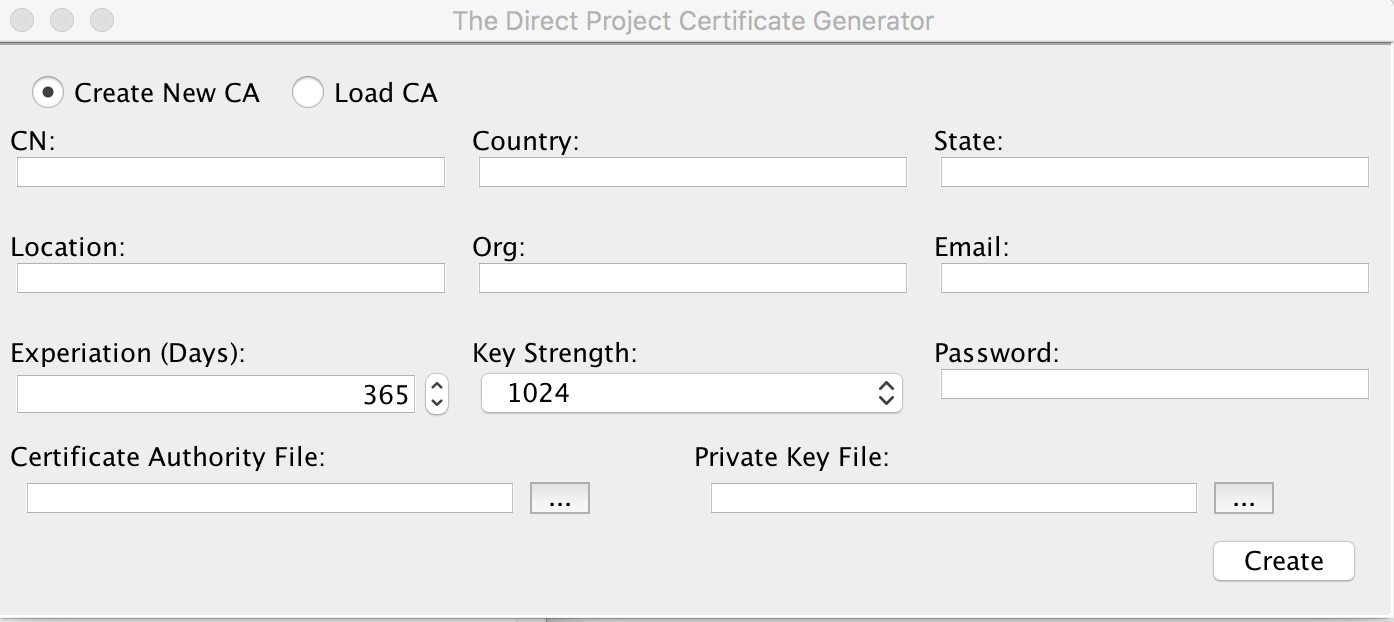 The Direct Project Certificate Generator
Create New CA Load CA
CN: Country: State:
Location: Org: Email:
Experiation (Days): Key Strength: Password:
365 1024
Certificate Authority File: Private Key File:
... ...
Create